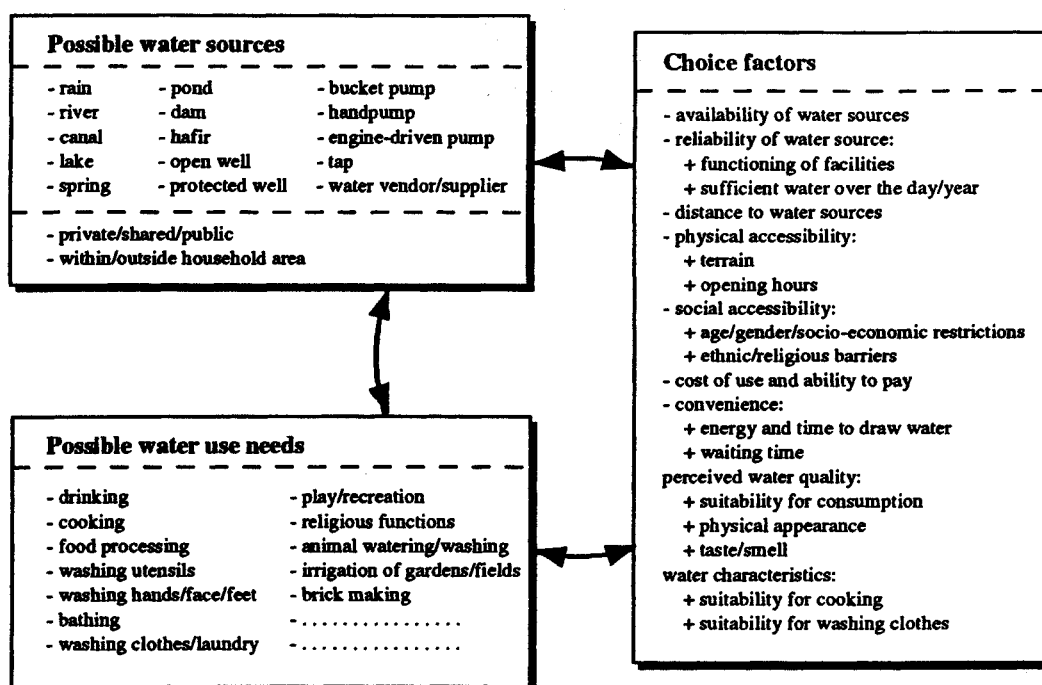 Possible water sources
- rain
- river
- canal
- lake
- spring
- pond
- dam
- hafir
- open well
- protected well
- bucket pump
- handpump
- engine-driven pump
- tap
- water vendor/supplier
- private/shared/public
- within/outside household area
Possible water use needs
- drinking
- cooking
- food processing
- washing utensils
- washing hands/face/feet
- bathing
- washing clothes/laundry
- play/recreation
- religious functions
- animal watering/washing
- irrigation of gardens/fields
- brick making
- . . . . . . . . . . . . . . . .
- . . . . . . . . . . . . . . . .
Choice factors
- availability of water sources
- reliability of water source:
+ functioning of facilities
+ sufficient water over the day/year
- distance to water sources
- physical accessibility:
+ terrain
+ opening hours
- social accessibility:
+ age/gender/socio-economic restrictions
+ ethnic/religious barriers
- cost of use and ability to pay
- convenience:
+ energy and time to draw water
+ waiting time
perceived water quality:
+ suitability for consumption
+ physical appearance
+ taste/smell
water characteristics:
+ suitability for cooking
+ suitability for washing clothes